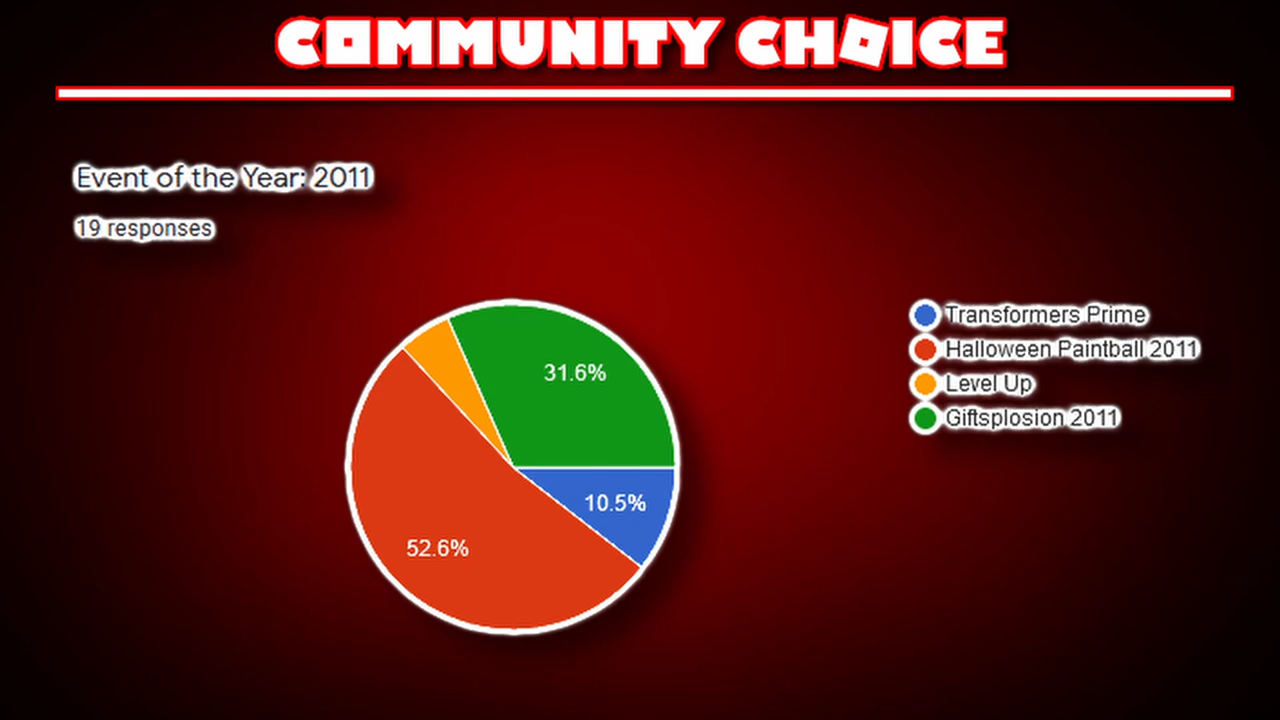 COMMUNITY CHOICE
Event of the Year: 2011
19 responses
Transformers Prime
Halloween Paintball 2011
Level Up
Giftsplosion 2011
31.6%
10.5%
52.6%